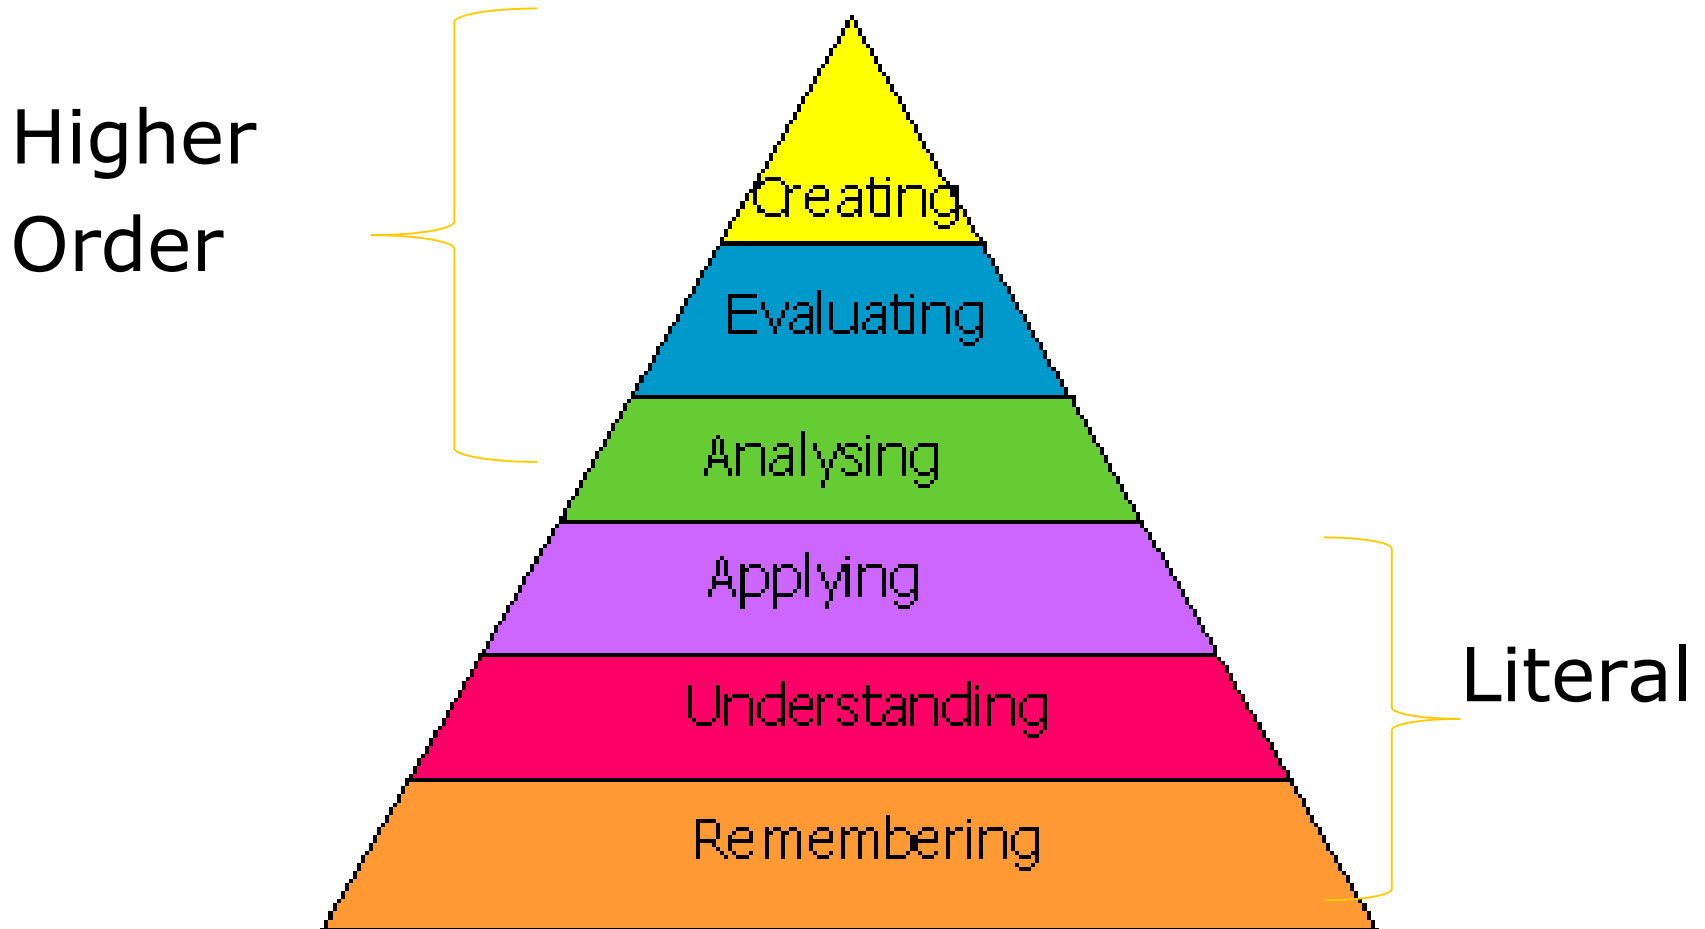 Higher
Order
Creating
Evaluating
Analysing
Applying
Understanding
Remembering
Literal